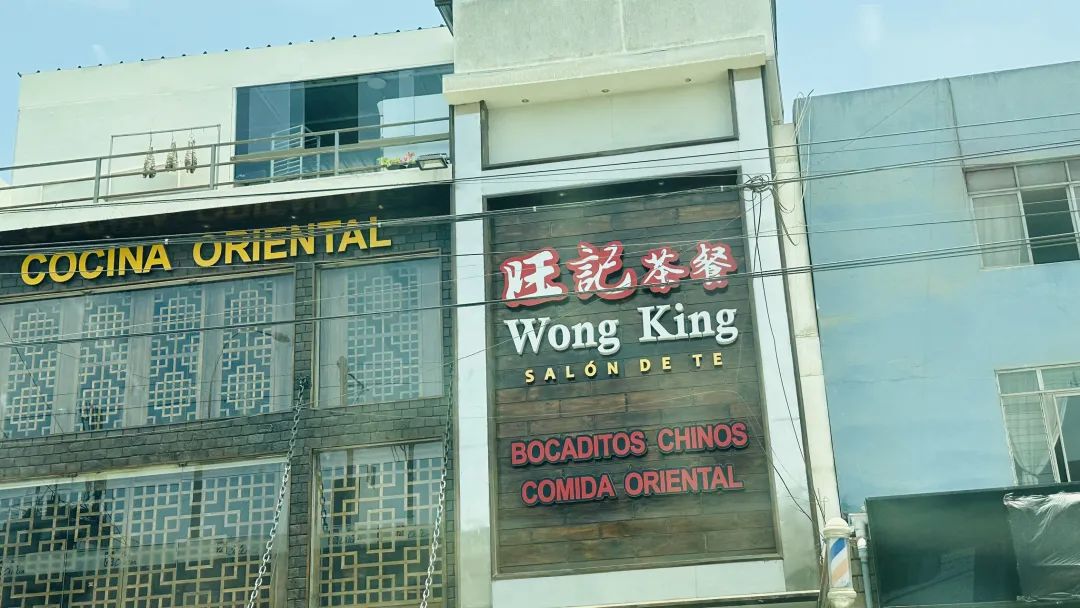 COCINA ORIENTAL
旺記茶餐
Wong King
SALÓN DE TE
BOCADITOS CHINOS
COMIDA ORIENTAL